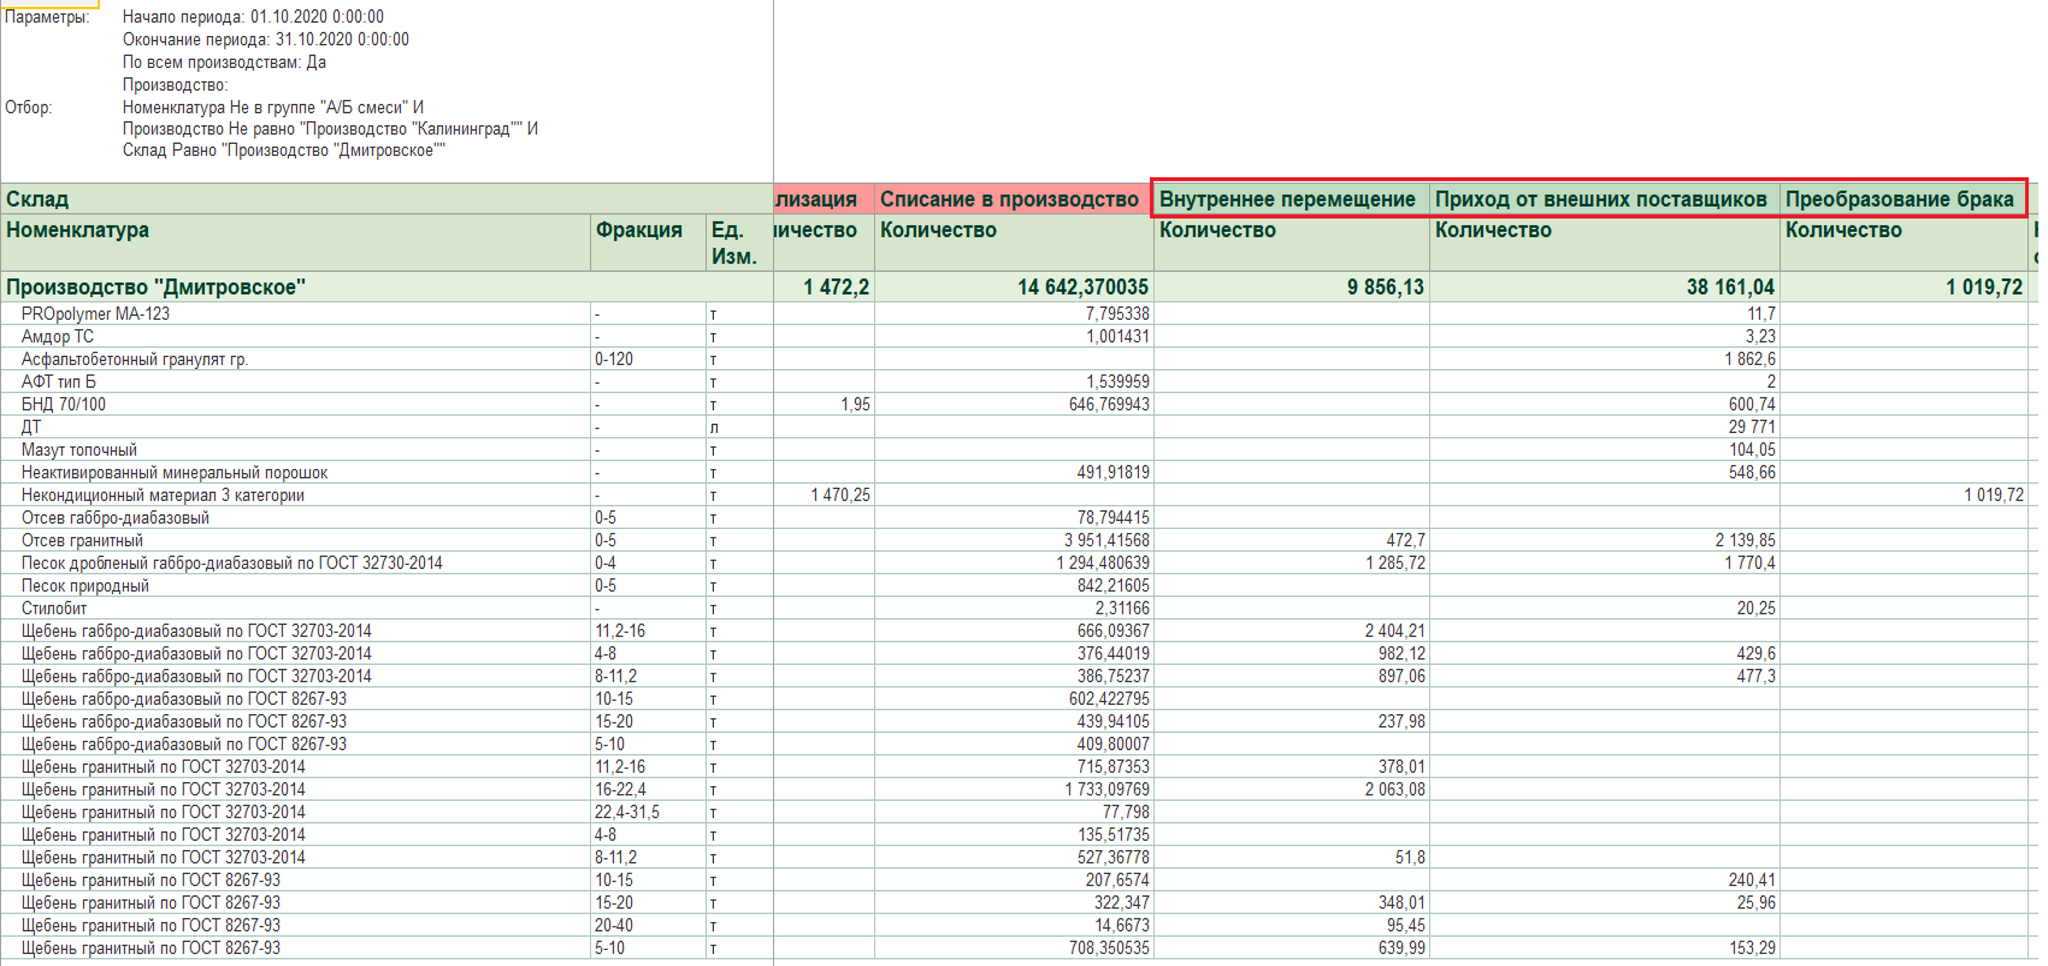 Параметры: Начало периода: 01.10.2020 0:00:00
Окончание периода: 31.10.2020 0:00:00
По всем производствам: Да
Производство:
Отбор: Номенклатура Не в группе "А/Б смеси" И
Производство Не равно "Производство "Калининград"" И
Склад Равно "Производство "Дмитровское""
Склад лизация Списание в производство Внутреннее перемещение Приход от внешних поставщиков Преобразование брака
Номенклатура Фракция Ед. Изм. ичество Количество Количество Количество Количество
Производство "Дмитровское" 1 472,2 14 642,370035 9 856,13 38 161,04 1 019,72
PROpolymer MA-123 - т 7,795338 11,7
Амдор ТС - т 1,001431 3,23
Асфальтобетонный гранулят гр. 0-120 т 1 862,6
АФТ тип Б - т 1,539959 2
БНД 70/100 - т 1,95 646,769943 600,74
ДТ - л 29 771
Мазут топочный - т 104,05
Неактивированный минеральный порошок - т 491,91819 548,66
Некондиционный материал 3 категории - т 1 470,25 1 019,72
Отсев габбро-диабазовый 0-5 т 78,794415
Отсев гранитный 0-5 т 3 951,41568 472,7 2 139,85
Песок дробленый габбро-диабазовый по ГОСТ 32730-2014 0-4 т 1 294,480639 1 285,72 1 770,4
Песок природный 0-5 т 842,21605
Стилобит - т 2,31166 20,25
Щебень габбро-диабазовый по ГОСТ 32703-2014 11,2-16 т 666,09367 2 404,21
Щебень габбро-диабазовый по ГОСТ 32703-2014 4-8 т 376,44019 982,12 429,6
Щебень габбро-диабазовый по ГОСТ 32703-2014 8-11,2 т 386,75237 897,06 477,3
Щебень габбро-диабазовый по ГОСТ 8267-93 10-15 т 602,422795
Щебень габбро-диабазовый по ГОСТ 8267-93 15-20 т 439,94105 237,98
Щебень габбро-диабазовый по ГОСТ 8267-93 5-10 т 409,80007
Щебень гранитный по ГОСТ 32703-2014 11,2-16 т 715,87353 378,01
Щебень гранитный по ГОСТ 32703-2014 16-22,4 т 1 733,09769 2 063,08
Щебень гранитный по ГОСТ 32703-2014 22,4-31,5 т 77,798
Щебень гранитный по ГОСТ 32703-2014 4-8 т 135,51735
Щебень гранитный по ГОСТ 32703-2014 8-11,2 т 527,36778 51,8
Щебень гранитный по ГОСТ 8267-93 10-15 т 207,6574 240,41
Щебень гранитный по ГОСТ 8267-93 15-20 т 322,347 348,01 25,96
Щебень гранитный по ГОСТ 8267-93 20-40 т 14,6673 95,45
Щебень гранитный по ГОСТ 8267-93 5-10 т 708,350535 639,99 153,29